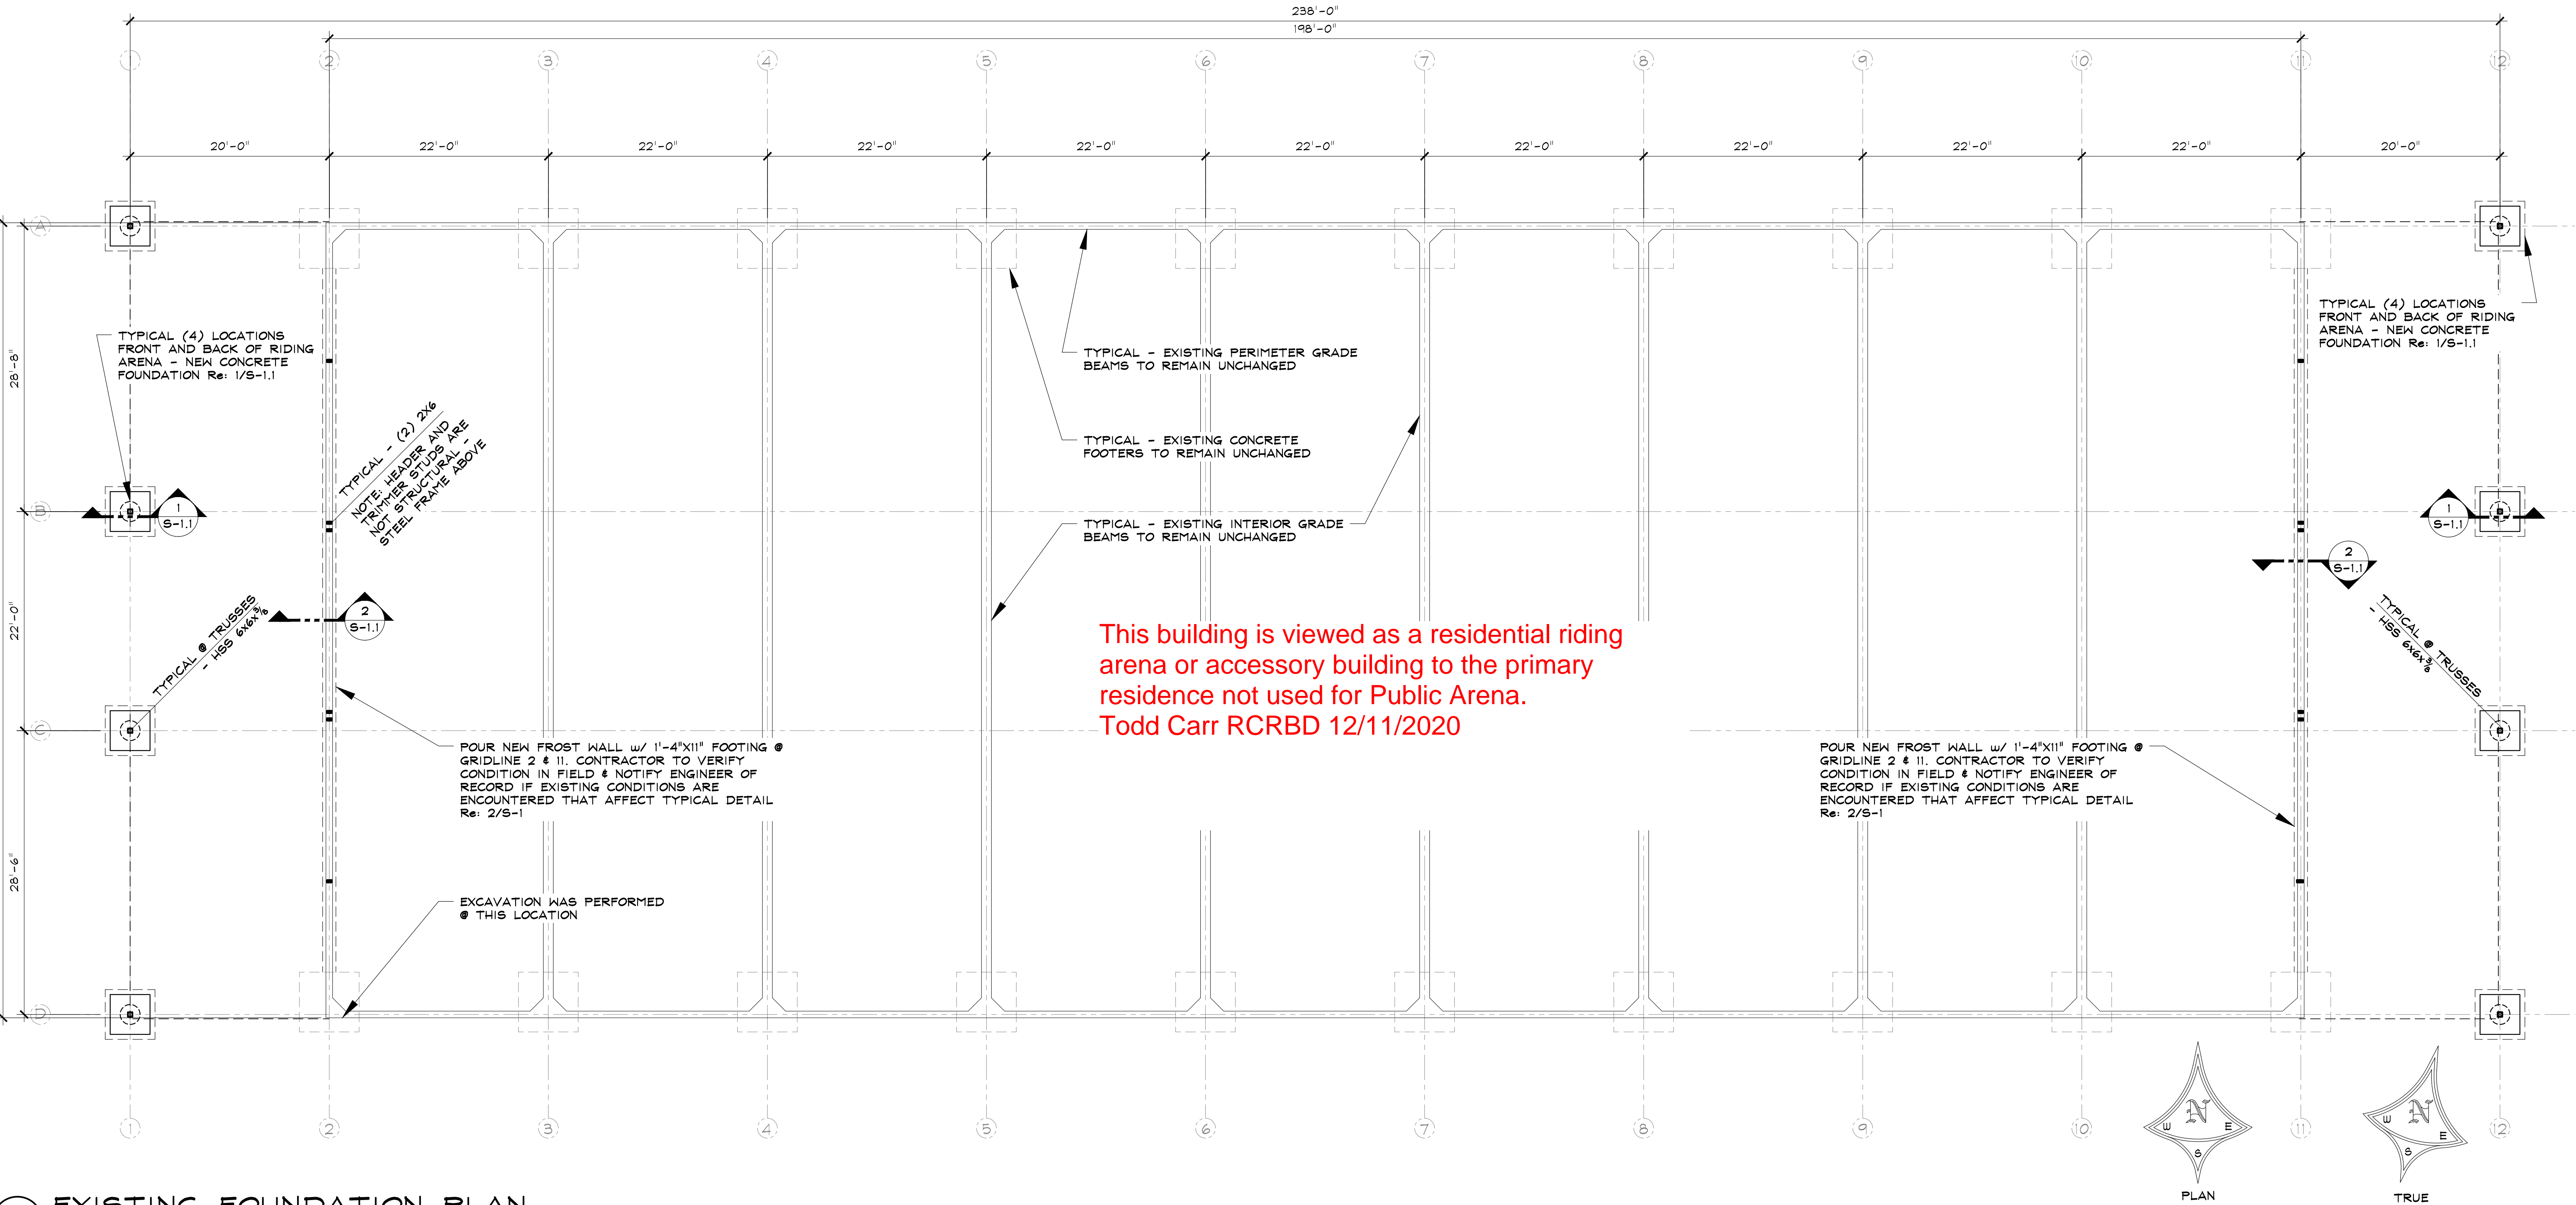 238'-0"
198'-0"
1 2 3 4 5 6 7 8 9 10 11 12
20'-0" 22'-0" 22'-0" 22'-0" 22'-0" 22'-0" 22'-0" 22'-0" 22'-0" 22'-0" 20'-0"
A
B
C
D
28'-8"
22'-0"
28'-6"
TYPICAL (4) LOCATIONS
FRONT AND BACK OF RIDING
ARENA - NEW CONCRETE
FOUNDATION Re: 1/S-1.1
TYPICAL - (2) 2X6
NOTE: HEADER AND
TRIMMER STUDS ARE
NOT STRUCTURAL -
STEEL FRAME ABOVE
1
S-1.1
2
S-1.1
TYPICAL @ TRUSSES
- HSS 6x6x3/8
TYPICAL - EXISTING PERIMETER GRADE
BEAMS TO REMAIN UNCHANGED
TYPICAL - EXISTING CONCRETE
FOOTERS TO REMAIN UNCHANGED
TYPICAL - EXISTING INTERIOR GRADE
BEAMS TO REMAIN UNCHANGED
This building is viewed as a residential riding
arena or accessory building to the primary
residence not used for Public Arena.
Todd Carr RCRBD 12/11/2020
POUR NEW FROST WALL w/ 1'-4"X11" FOOTING @
GRIDLINE 2 & 11. CONTRACTOR TO VERIFY
CONDITION IN FIELD & NOTIFY ENGINEER OF
RECORD IF EXISTING CONDITIONS ARE
ENCOUNTERED THAT AFFECT TYPICAL DETAIL
Re: 2/S-1
EXCAVATION WAS PERFORMED
@ THIS LOCATION
TYPICAL (4) LOCATIONS
FRONT AND BACK OF RIDING
ARENA - NEW CONCRETE
FOUNDATION Re: 1/S-1.1
1
S-1.1
2
S-1.1
TYPICAL @ TRUSSES
- HSS 6x6x3/8
POUR NEW FROST WALL w/ 1'-4"X11" FOOTING @
GRIDLINE 2 & 11. CONTRACTOR TO VERIFY
CONDITION IN FIELD & NOTIFY ENGINEER OF
RECORD IF EXISTING CONDITIONS ARE
ENCOUNTERED THAT AFFECT TYPICAL DETAIL
Re: 2/S-1
1 2 3 4 5 6 7 8 9 10 11 12
N
W E
S
PLAN
N
W E
S
TRUE
EXISTING FOUNDATION PLAN